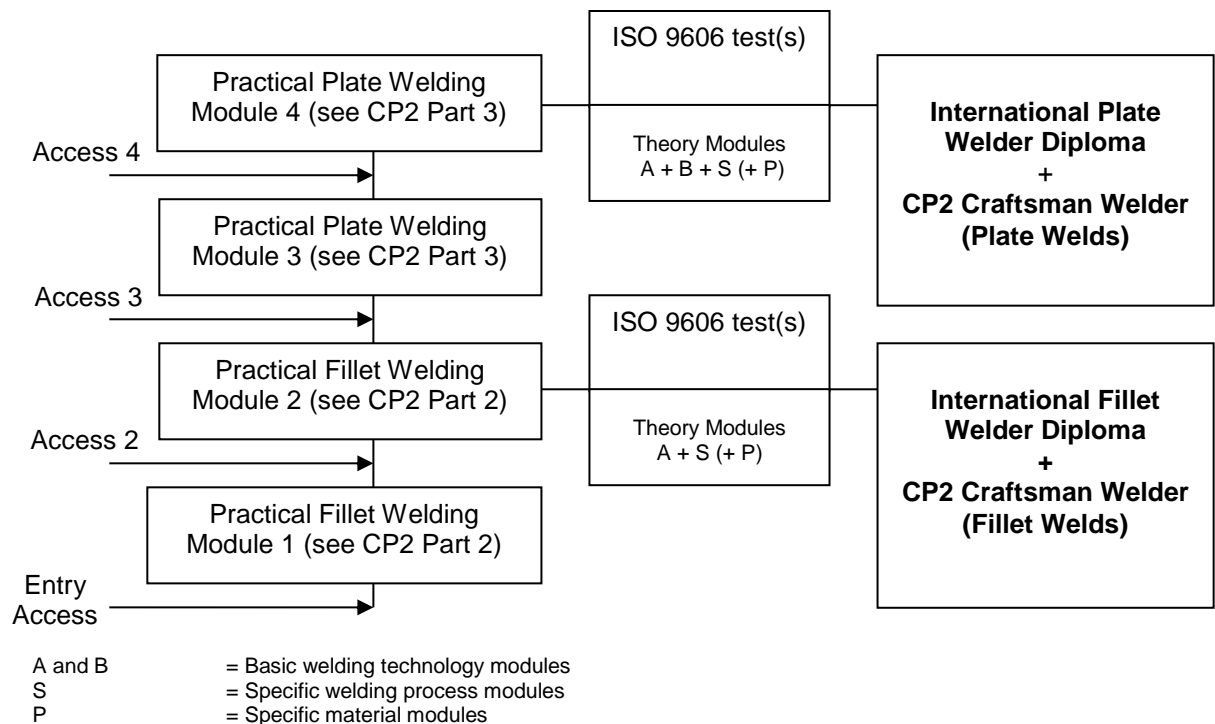 ISO 9606 test(s)
Practical Plate Welding
Module 4 (see CP2 Part 3)
International Plate
Welder Diploma
+
CP2 Craftsman Welder
(Plate Welds)
Theory Modules
A + B + S (+ P)
Access 4
Practical Plate Welding
Module 3 (see CP2 Part 3)
Access 3
ISO 9606 test(s)
Practical Fillet Welding
Module 2 (see CP2 Part 2)
International Fillet
Welder Diploma
+
CP2 Craftsman Welder
(Fillet Welds)
Theory Modules
A + S (+ P)
Access 2
Practical Fillet Welding
Module 1 (see CP2 Part 2)
Entry
Access
A and B = Basic welding technology modules
S = Specific welding process modules
P = Specific material modules